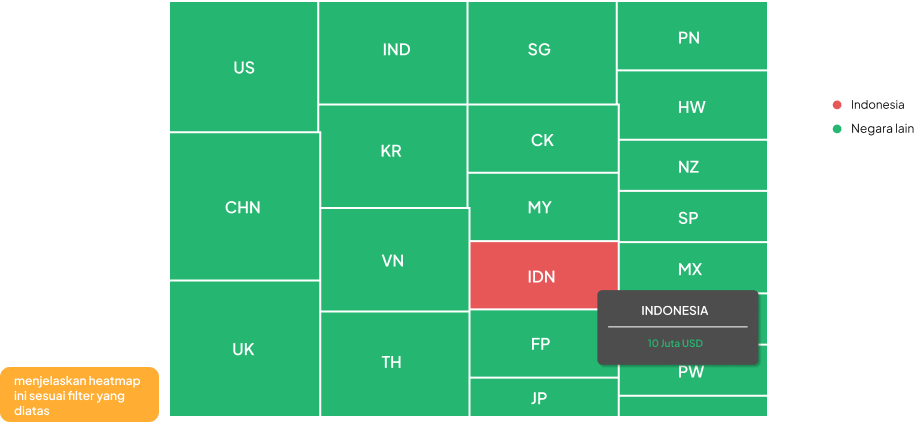 US
CHN
UK
IND
KR
VN
TH
SG
CK
MY
IDN
FP
JP
PN
HW
NZ
SP
MX
PW
INDONESIA
10 Juta USD
Indonesia
Negara lain
menjelaskan heatmap
ini sesuai filter yang
diatas